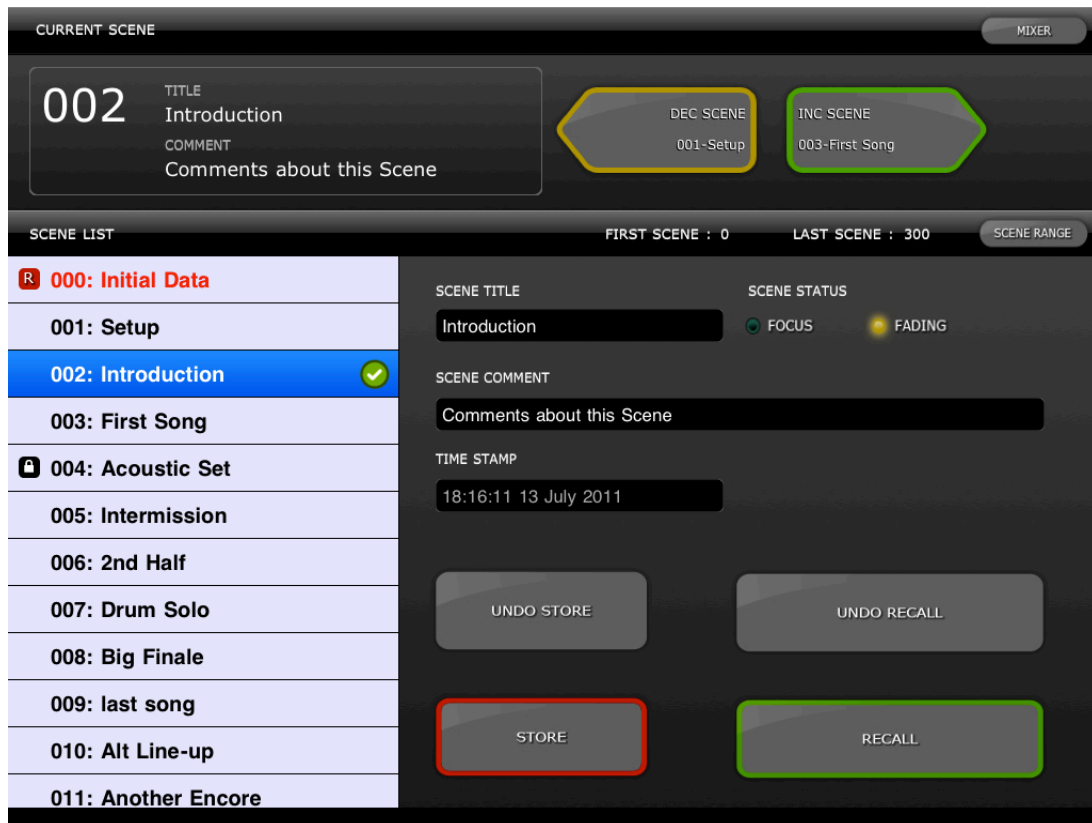 CURRENT SCENE
MIXER
002
TITLE
Introduction
COMMENT
Comments about this Scene
DEC SCENE
001-Setup
INC SCENE
003-First Song
SCENE LIST
FIRST SCENE : 0
LAST SCENE : 300
SCENE RANGE
R 000: Initial Data
001: Setup
002: Introduction
003: First Song
004: Acoustic Set
005: Intermission
006: 2nd Half
007: Drum Solo
008: Big Finale
009: last song
010: Alt Line-up
011: Another Encore
SCENE TITLE
Introduction
SCENE STATUS
FOCUS
FADING
SCENE COMMENT
Comments about this Scene
TIME STAMP
18:16:11 13 July 2011
UNDO STORE
UNDO RECALL
STORE
RECALL